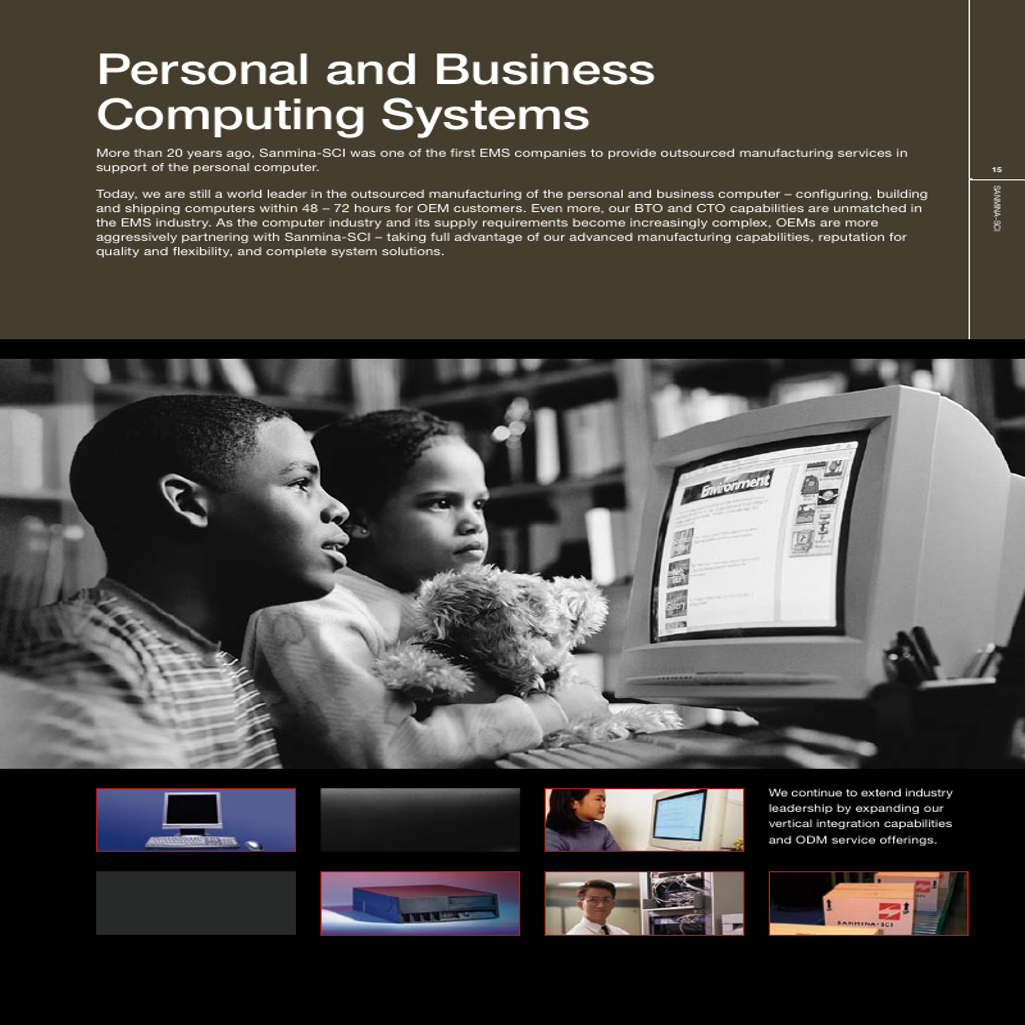 Personal and Business
Computing Systems
More than 20 years ago, Sanmina-SCI was one of the first EMS companies to provide outsourced manufacturing services in
support of the personal computer.
Today, we are still a world leader in the outsourced manufacturing of the personal and business computer – configuring, building
and shipping computers within 48 – 72 hours for OEM customers. Even more, our BTO and CTO capabilities are unmatched in
the EMS industry. As the computer industry and its supply requirements become increasingly complex, OEMs are more
aggressively partnering with Sanmina-SCI – taking full advantage of our advanced manufacturing capabilities, reputation for
quality and flexibility, and complete system solutions.
15
SANMINA-SCI
Environment
Gallery
We continue to extend industry
leadership by expanding our
vertical integration capabilities
and ODM service offerings.
SANMINA-SCI